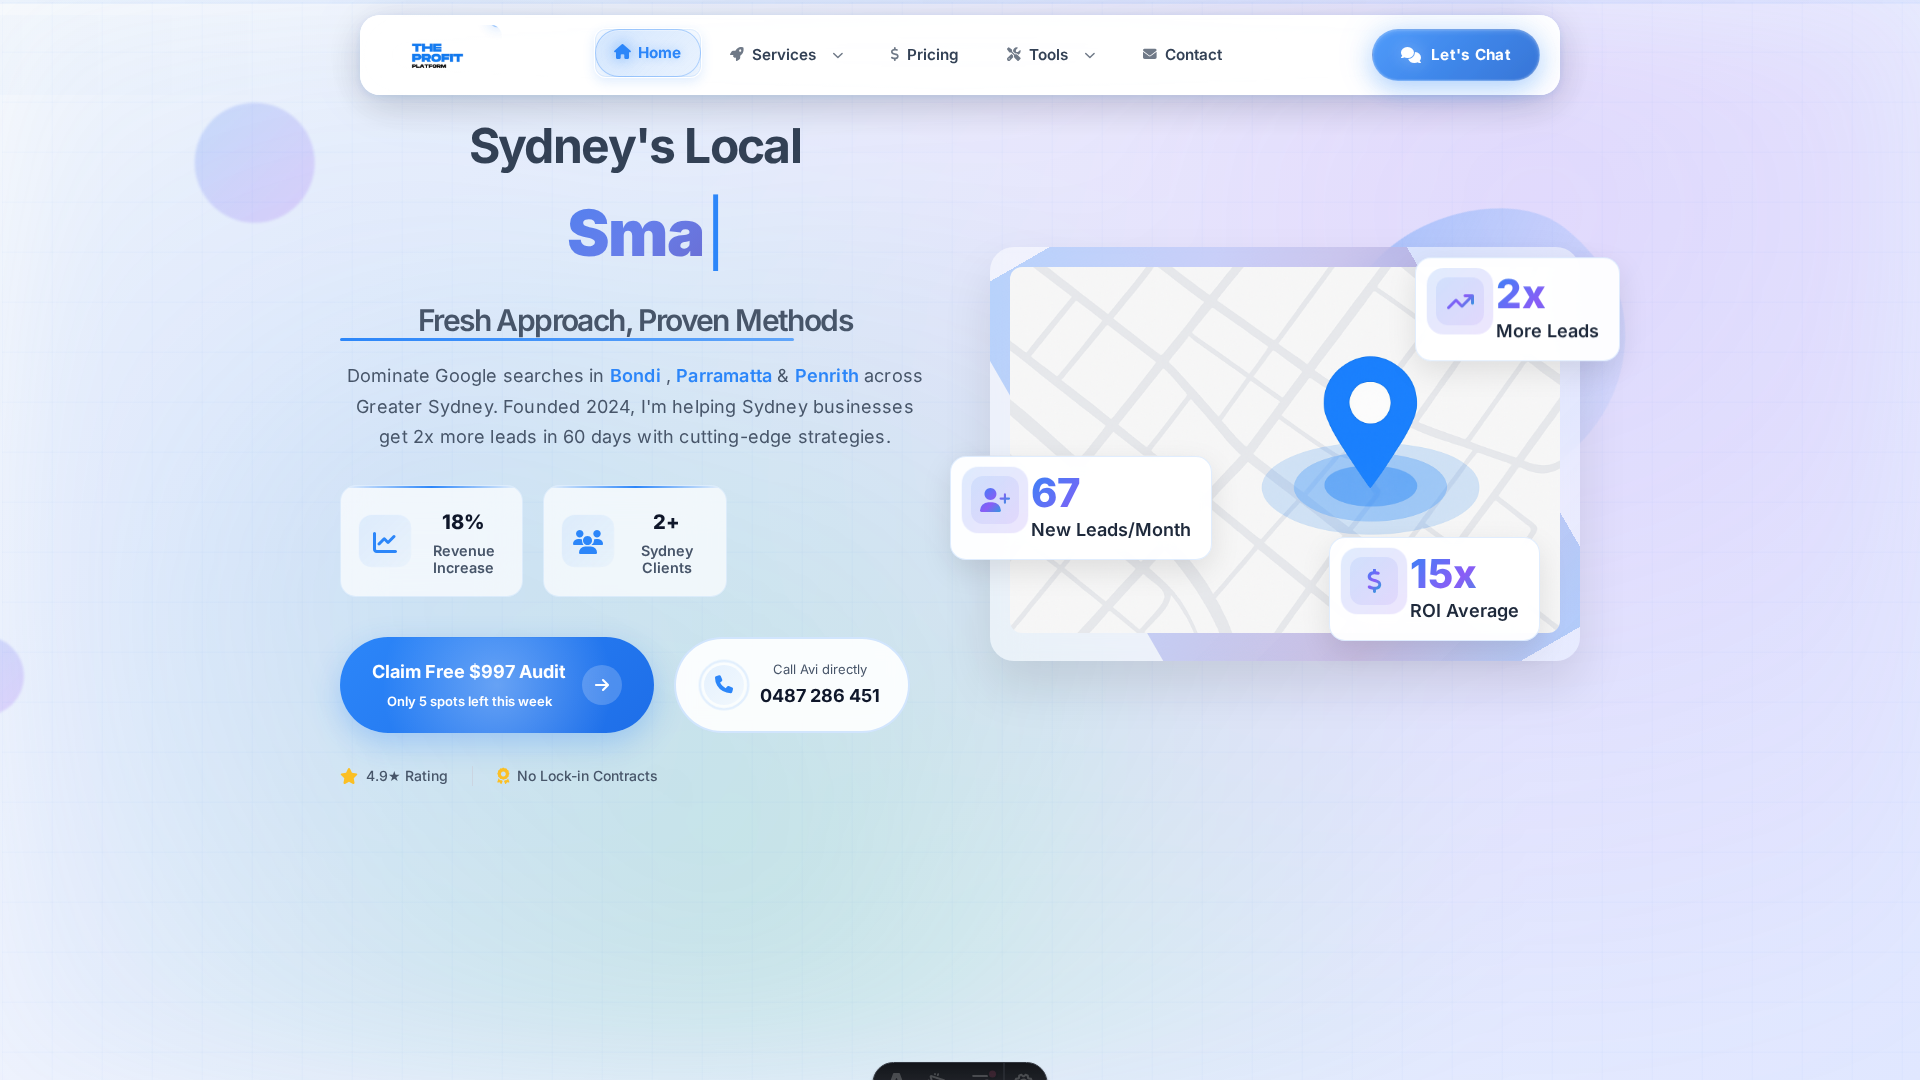 THE
PROFIT
PLATFORM
Home
Services
Pricing
Tools
Contact
Let's Chat
Sydney's Local
Sma
Fresh Approach, Proven Methods
Dominate Google searches in Bondi , Parramatta & Penrith across
Greater Sydney. Founded 2024, I'm helping Sydney businesses
get 2x more leads in 60 days with cutting-edge strategies.
18%
Revenue
Increase
2+
Sydney
Clients
Claim Free $997 Audit
Only 5 spots left this week
Call Avi directly
0487 286 451
4.9★ Rating
No Lock-in Contracts
2x
More Leads
67
New Leads/Month
15x
ROI Average